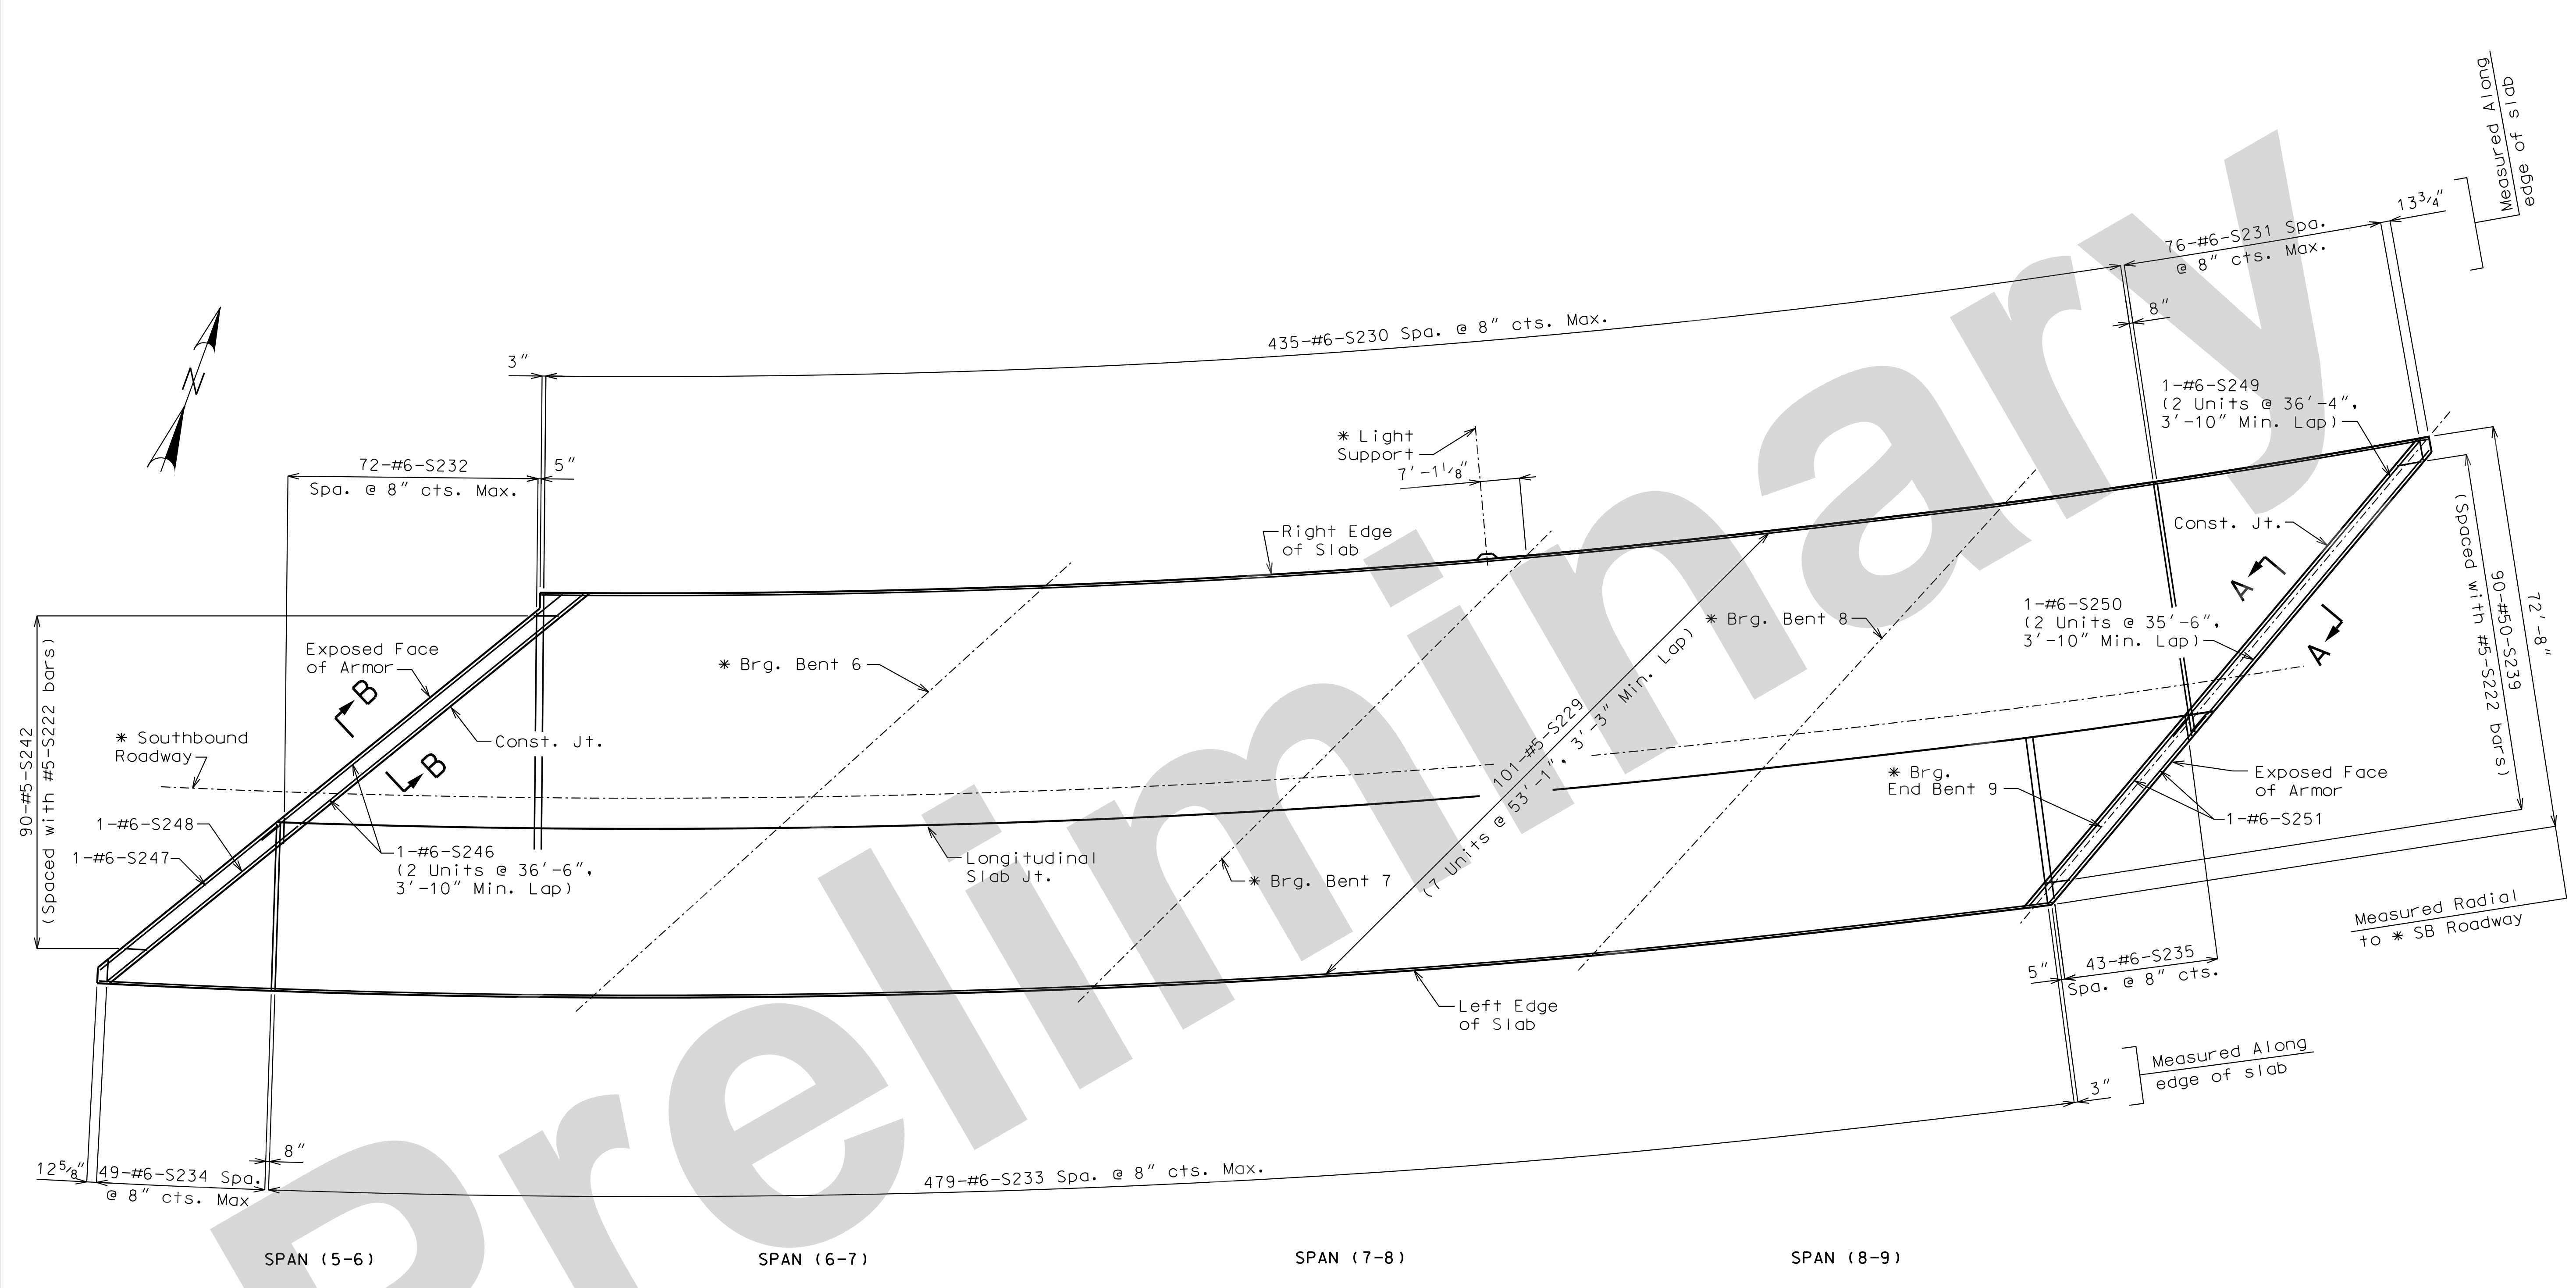 Measured Along
edge of slab
13 3/4"
76-#6-S231 Spa.
@ 8" cts. Max.
8"
435-#6-S230 Spa. @ 8" cts. Max.
3"
N
1-#6-S249
(2 Units @ 36'-4",
3'-10" Min. Lap)
* Light
Support
7'-1 1/8"
72-#6-S232
Spa. @ 8" cts. Max.
5"
Right Edge
of Slab
Const. Jt.
(Spaced with #5-S222 bars)
90-#50-S239
72'-8"
A
A
1-#6-S250
(2 Units @ 35'-6",
3'-10" Min. Lap)
* Brg. Bent 8
* Brg. Bent 6
Exposed Face
of Armor
B
B
Const. Jt.
* Southbound
Roadway
90-#5-S242
(Spaced with #5-S222 bars)
101-#5-S229
(7 Units @ 53'-1", 3'-3" Min. Lap)
* Brg.
End Bent 9
Exposed Face
of Armor
1-#6-S251
1-#6-S248
1-#6-S247
1-#6-S246
(2 Units @ 36'-6",
3'-10" Min. Lap)
Longitudinal
Slab Jt.
* Brg. Bent 7
Measured Radial
to * SB Roadway
5"
43-#6-S235
Spa. @ 8" cts.
Left Edge
of Slab
Measured Along
edge of slab
3"
12 5/8"
49-#6-S234 Spa.
@ 8" cts. Max
8"
479-#6-S233 Spa. @ 8" cts. Max.
SPAN (5-6)
SPAN (6-7)
SPAN (7-8)
SPAN (8-9)
Preliminary